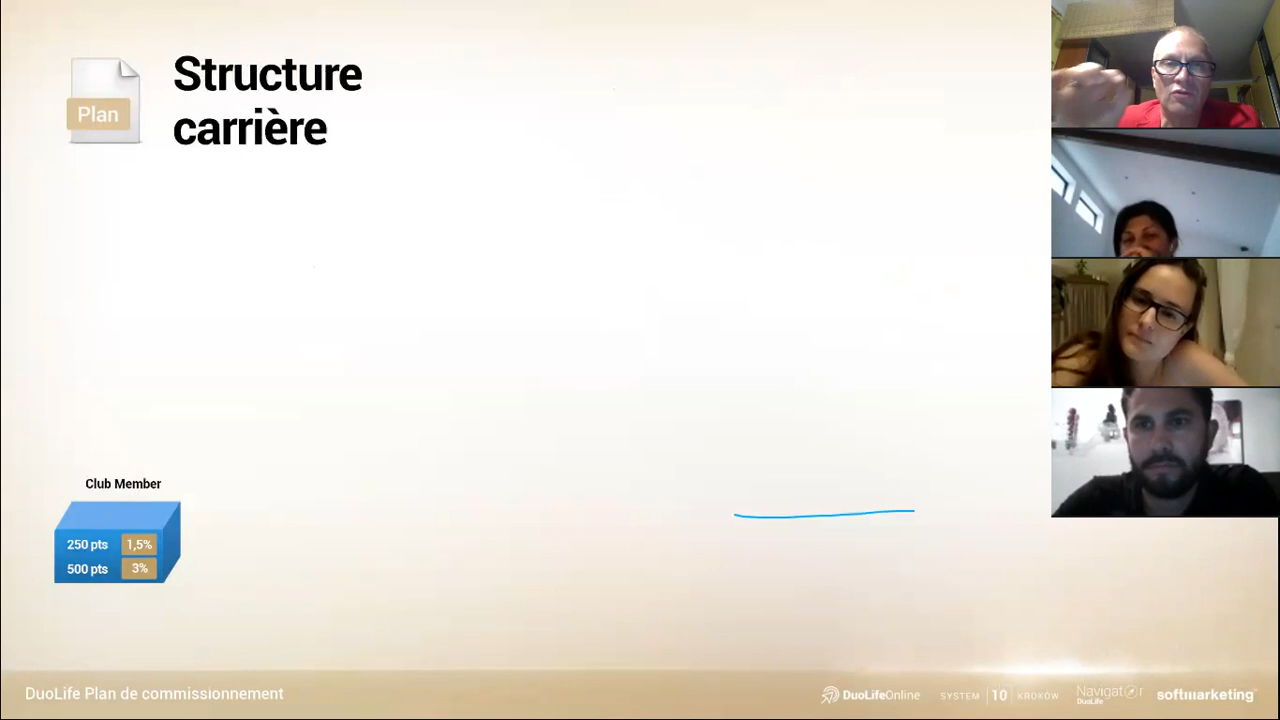 Plan
Structure
carrière
Club Member
250 pts 1,5%
500 pts 3%
DuoLife Plan de commissionnement
DuoLifeOnline
SYSTEM 10 KROKÓW
Navigator
DuoLife
softmarketing